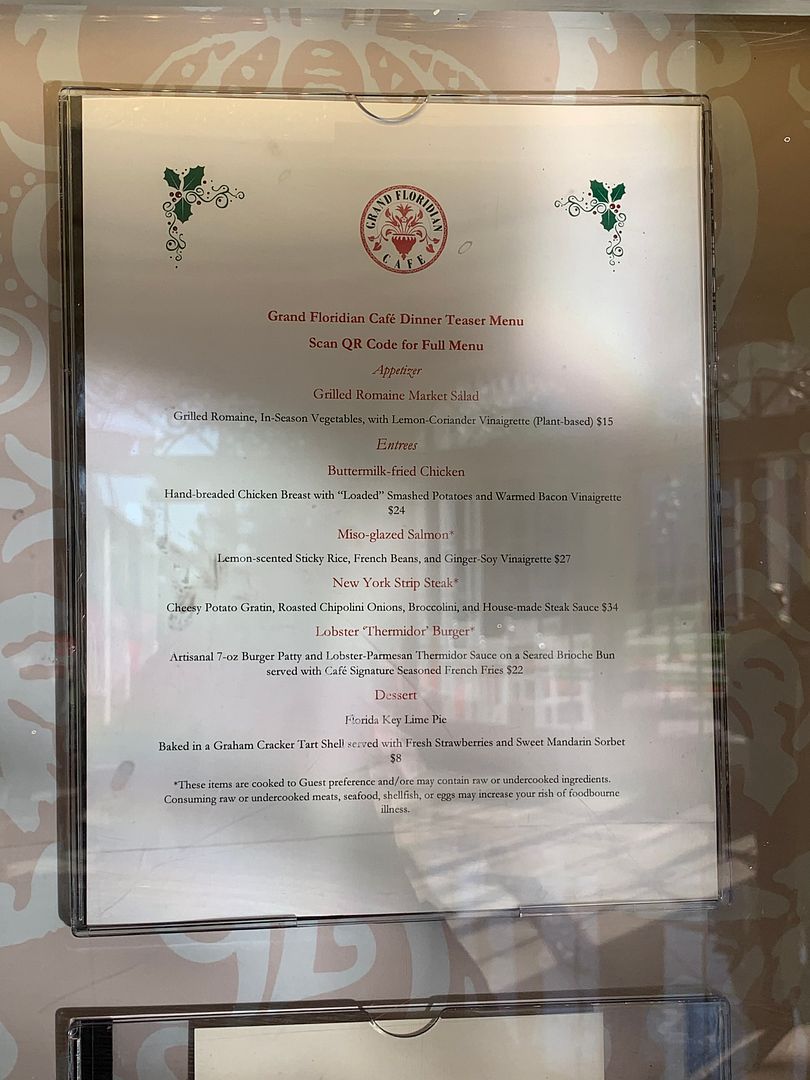 GRAND FLORIDIAN
CAFE
Grand Floridian Café Dinner Teaser Menu
Scan QR Code for Full Menu
Appetizer
Grilled Romaine Market Salad
Grilled Romaine, In-Season Vegetables, with Lemon-Coriander Vinaigrette (Plant-based) $15
Entrees
Buttermilk-fried Chicken
Hand-breaded Chicken Breast with “Loaded” Smashed Potatoes and Warmed Bacon Vinaigrette
$24
Miso-glazed Salmon*
Lemon-scented Sticky Rice, French Beans, and Ginger-Soy Vinaigrette $27
New York Strip Steak*
Cheesy Potato Gratin, Roasted Chipolini Onions, Broccolini, and House-made Steak Sauce $34
Lobster ‘Thermidor’ Burger*
Artisanal 7-oz Burger Patty and Lobster-Parmesan Thermidor Sauce on a Seared Brioche Bun
served with Café Signature Seasoned French Fries $22
Dessert
Florida Key Lime Pie
Baked in a Graham Cracker Tart Shell served with Fresh Strawberries and Sweet Mandarin Sorbet
$8
*These items are cooked to Guest preference and/ore may contain raw or undercooked ingredients.
Consuming raw or undercooked meats, seafood, shellfish, or eggs may increase your rish of foodbourne
illness.